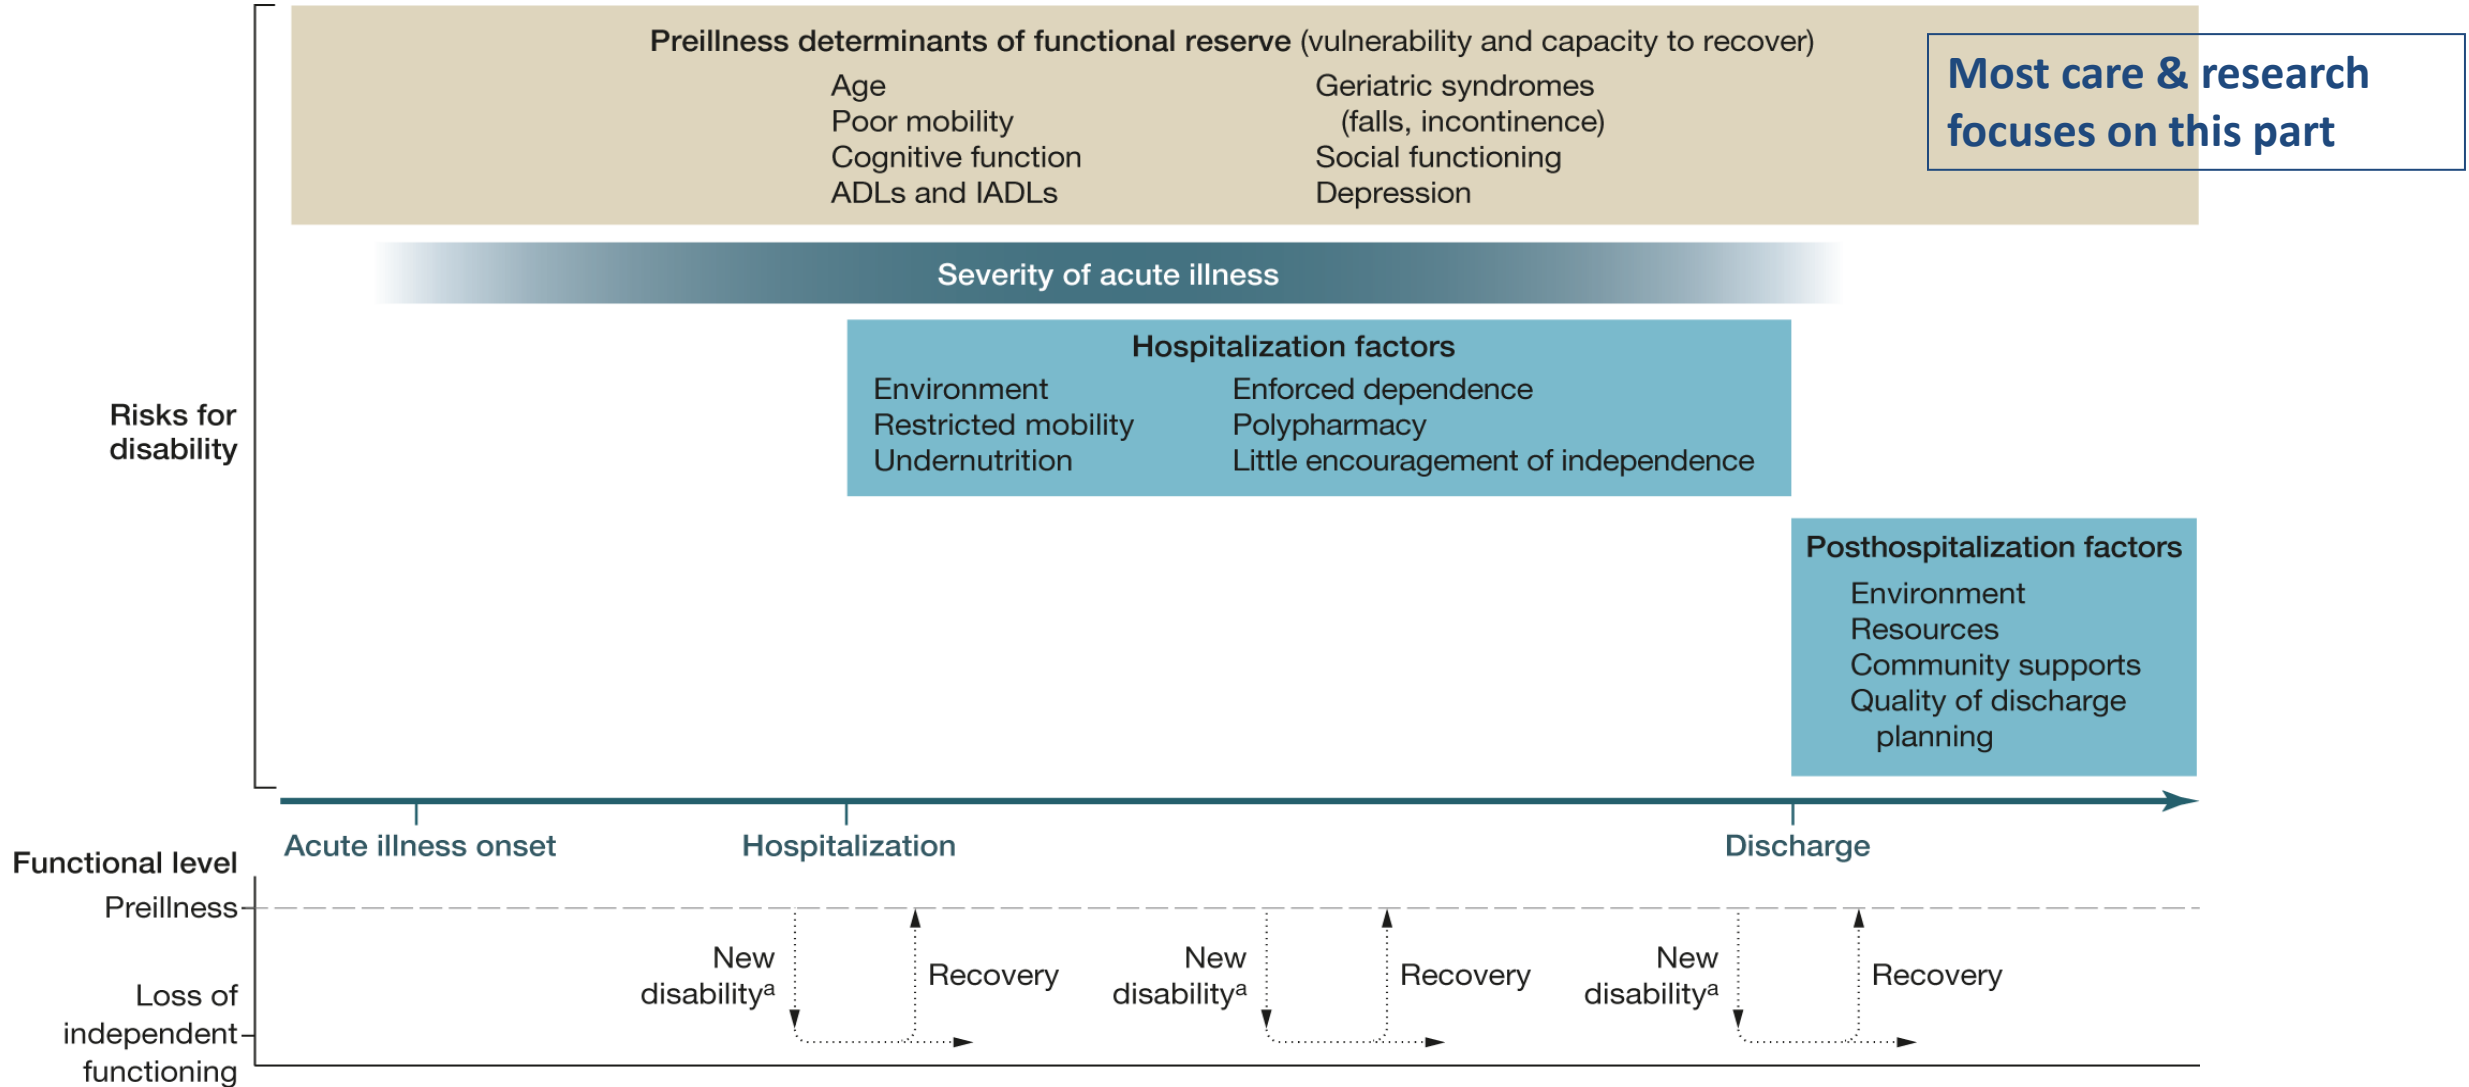 Preillness determinants of functional reserve (vulnerability and capacity to recover)
Age
Poor mobility
Cognitive function
ADLs and IADLs
Geriatric syndromes
(falls, incontinence)
Social functioning
Depression
Most care & research
focuses on this part
Severity of acute illness
Hospitalization factors
Environment
Restricted mobility
Undernutrition
Enforced dependence
Polypharmacy
Little encouragement of independence
Risks for
disability
Posthospitalization factors
Environment
Resources
Community supports
Quality of discharge
planning
Acute illness onset
Hospitalization
Discharge
Functional level
Preillness
Loss of
independent
functioning
New
disabilityᵃ
Recovery
New
disabilityᵃ
Recovery
New
disabilityᵃ
Recovery